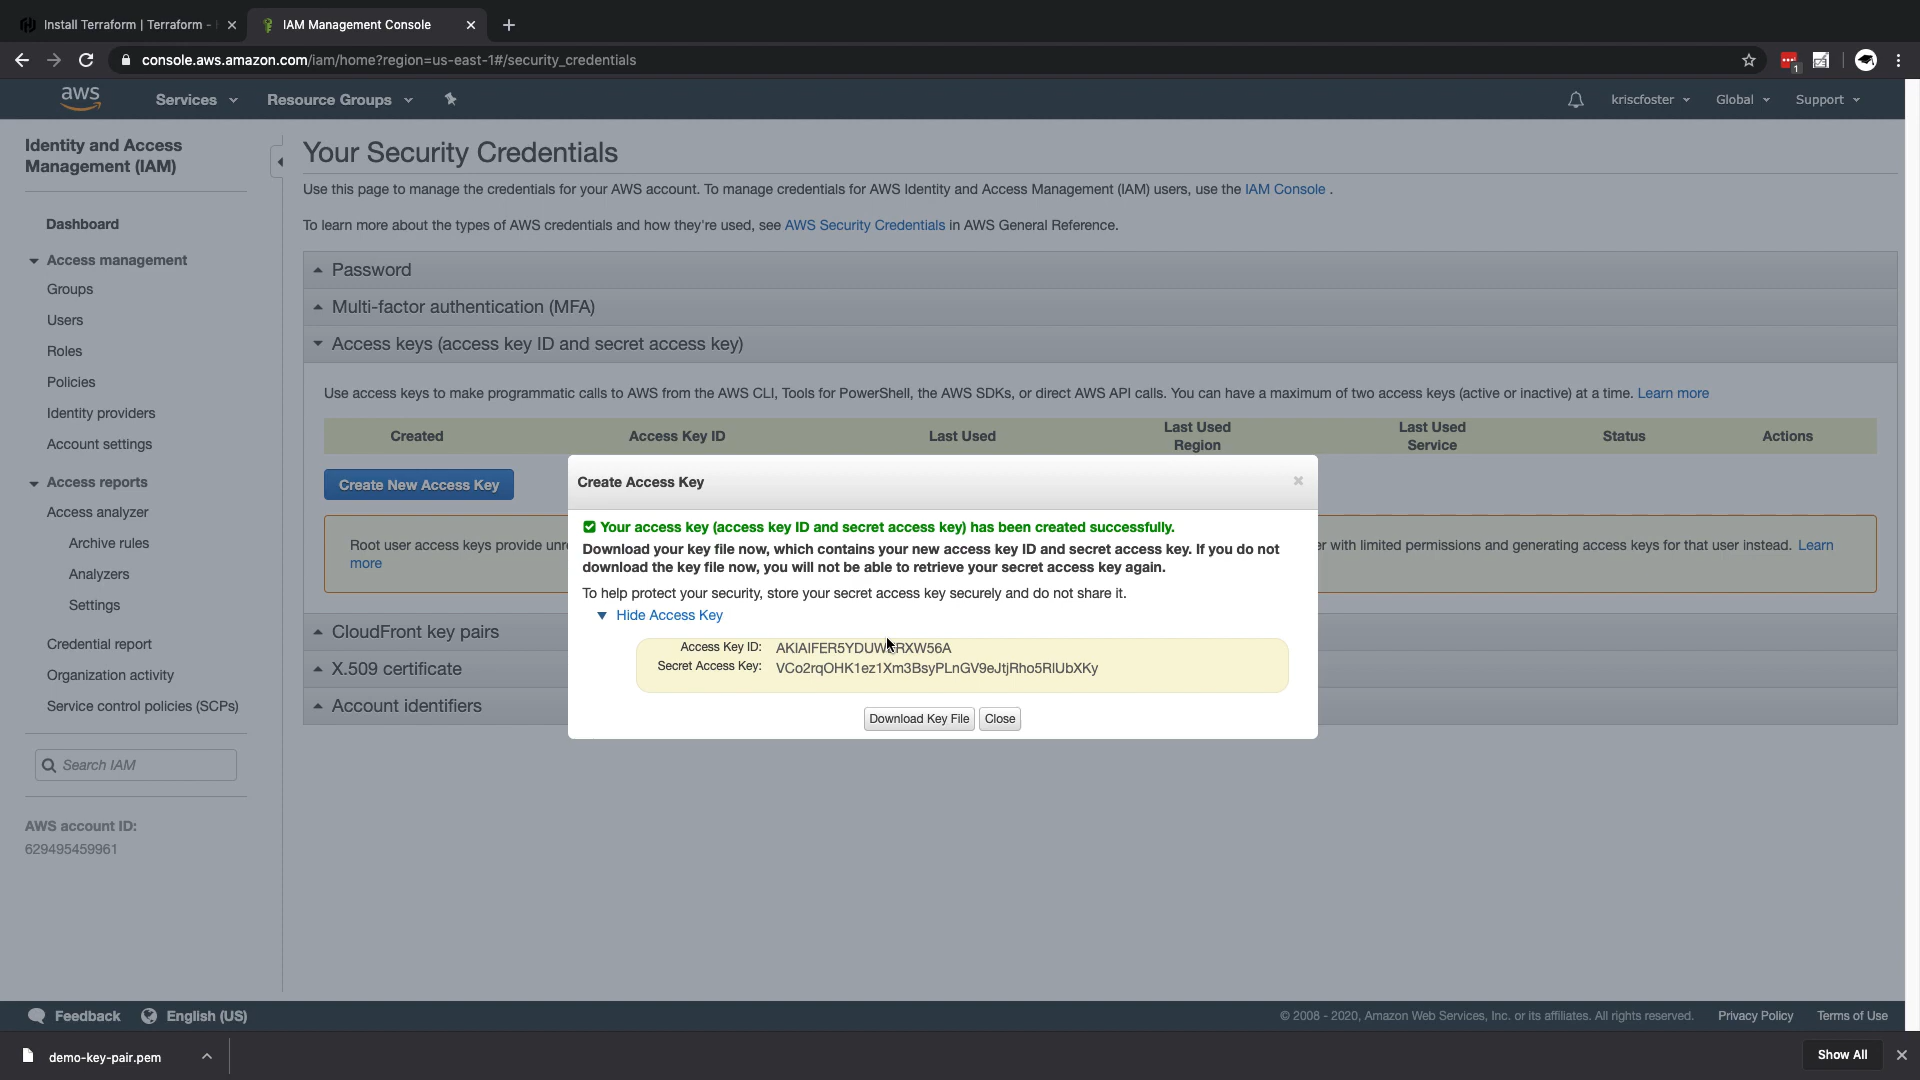 Install Terraform | Terraform -
IAM Management Console
console.aws.amazon.com/iam/home?region=us-east-1#/security_credentials
1
aws
Services
Resource Groups
kriscfoster
Global
Support
Identity and Access
Management (IAM)
Dashboard
Access management
Groups
Users
Roles
Policies
Identity providers
Account settings
Access reports
Access analyzer
Archive rules
Analyzers
Settings
Credential report
Organization activity
Service control policies (SCPs)
Search IAM
AWS account ID:
629495459961
Your Security Credentials
Use this page to manage the credentials for your AWS account. To manage credentials for AWS Identity and Access Management (IAM) users, use the IAM Console .
To learn more about the types of AWS credentials and how they're used, see AWS Security Credentials in AWS General Reference.
Password
Multi-factor authentication (MFA)
Access keys (access key ID and secret access key)
Use access keys to make programmatic calls to AWS from the AWS CLI, Tools for PowerShell, the AWS SDKs, or direct AWS API calls. You can have a maximum of two access keys (active or inactive) at a time. Learn more
Created
Access Key ID
Last Used
Last Used
Region
Last Used
Service
Status
Actions
Create New Access Key
Root user access keys provide
with limited permissions and generating access keys for that user instead. Learn
more
CloudFront key pairs
X.509 certificate
Account identifiers
Create Access Key
Your access key (access key ID and secret access key) has been created successfully.
Download your key file now, which contains your new access key ID and secret access key. If you do not
download the key file now, you will not be able to retrieve your secret access key again.
To help protect your security, store your secret access key securely and do not share it.
Hide Access Key
Access Key ID:
Secret Access Key:
Download Key File
Close
Feedback
English (US)
© 2008 - 2020, Amazon Web Services, Inc. or its affiliates. All rights reserved.
Privacy Policy
Terms of Use
demo-key-pair.pem
Show All